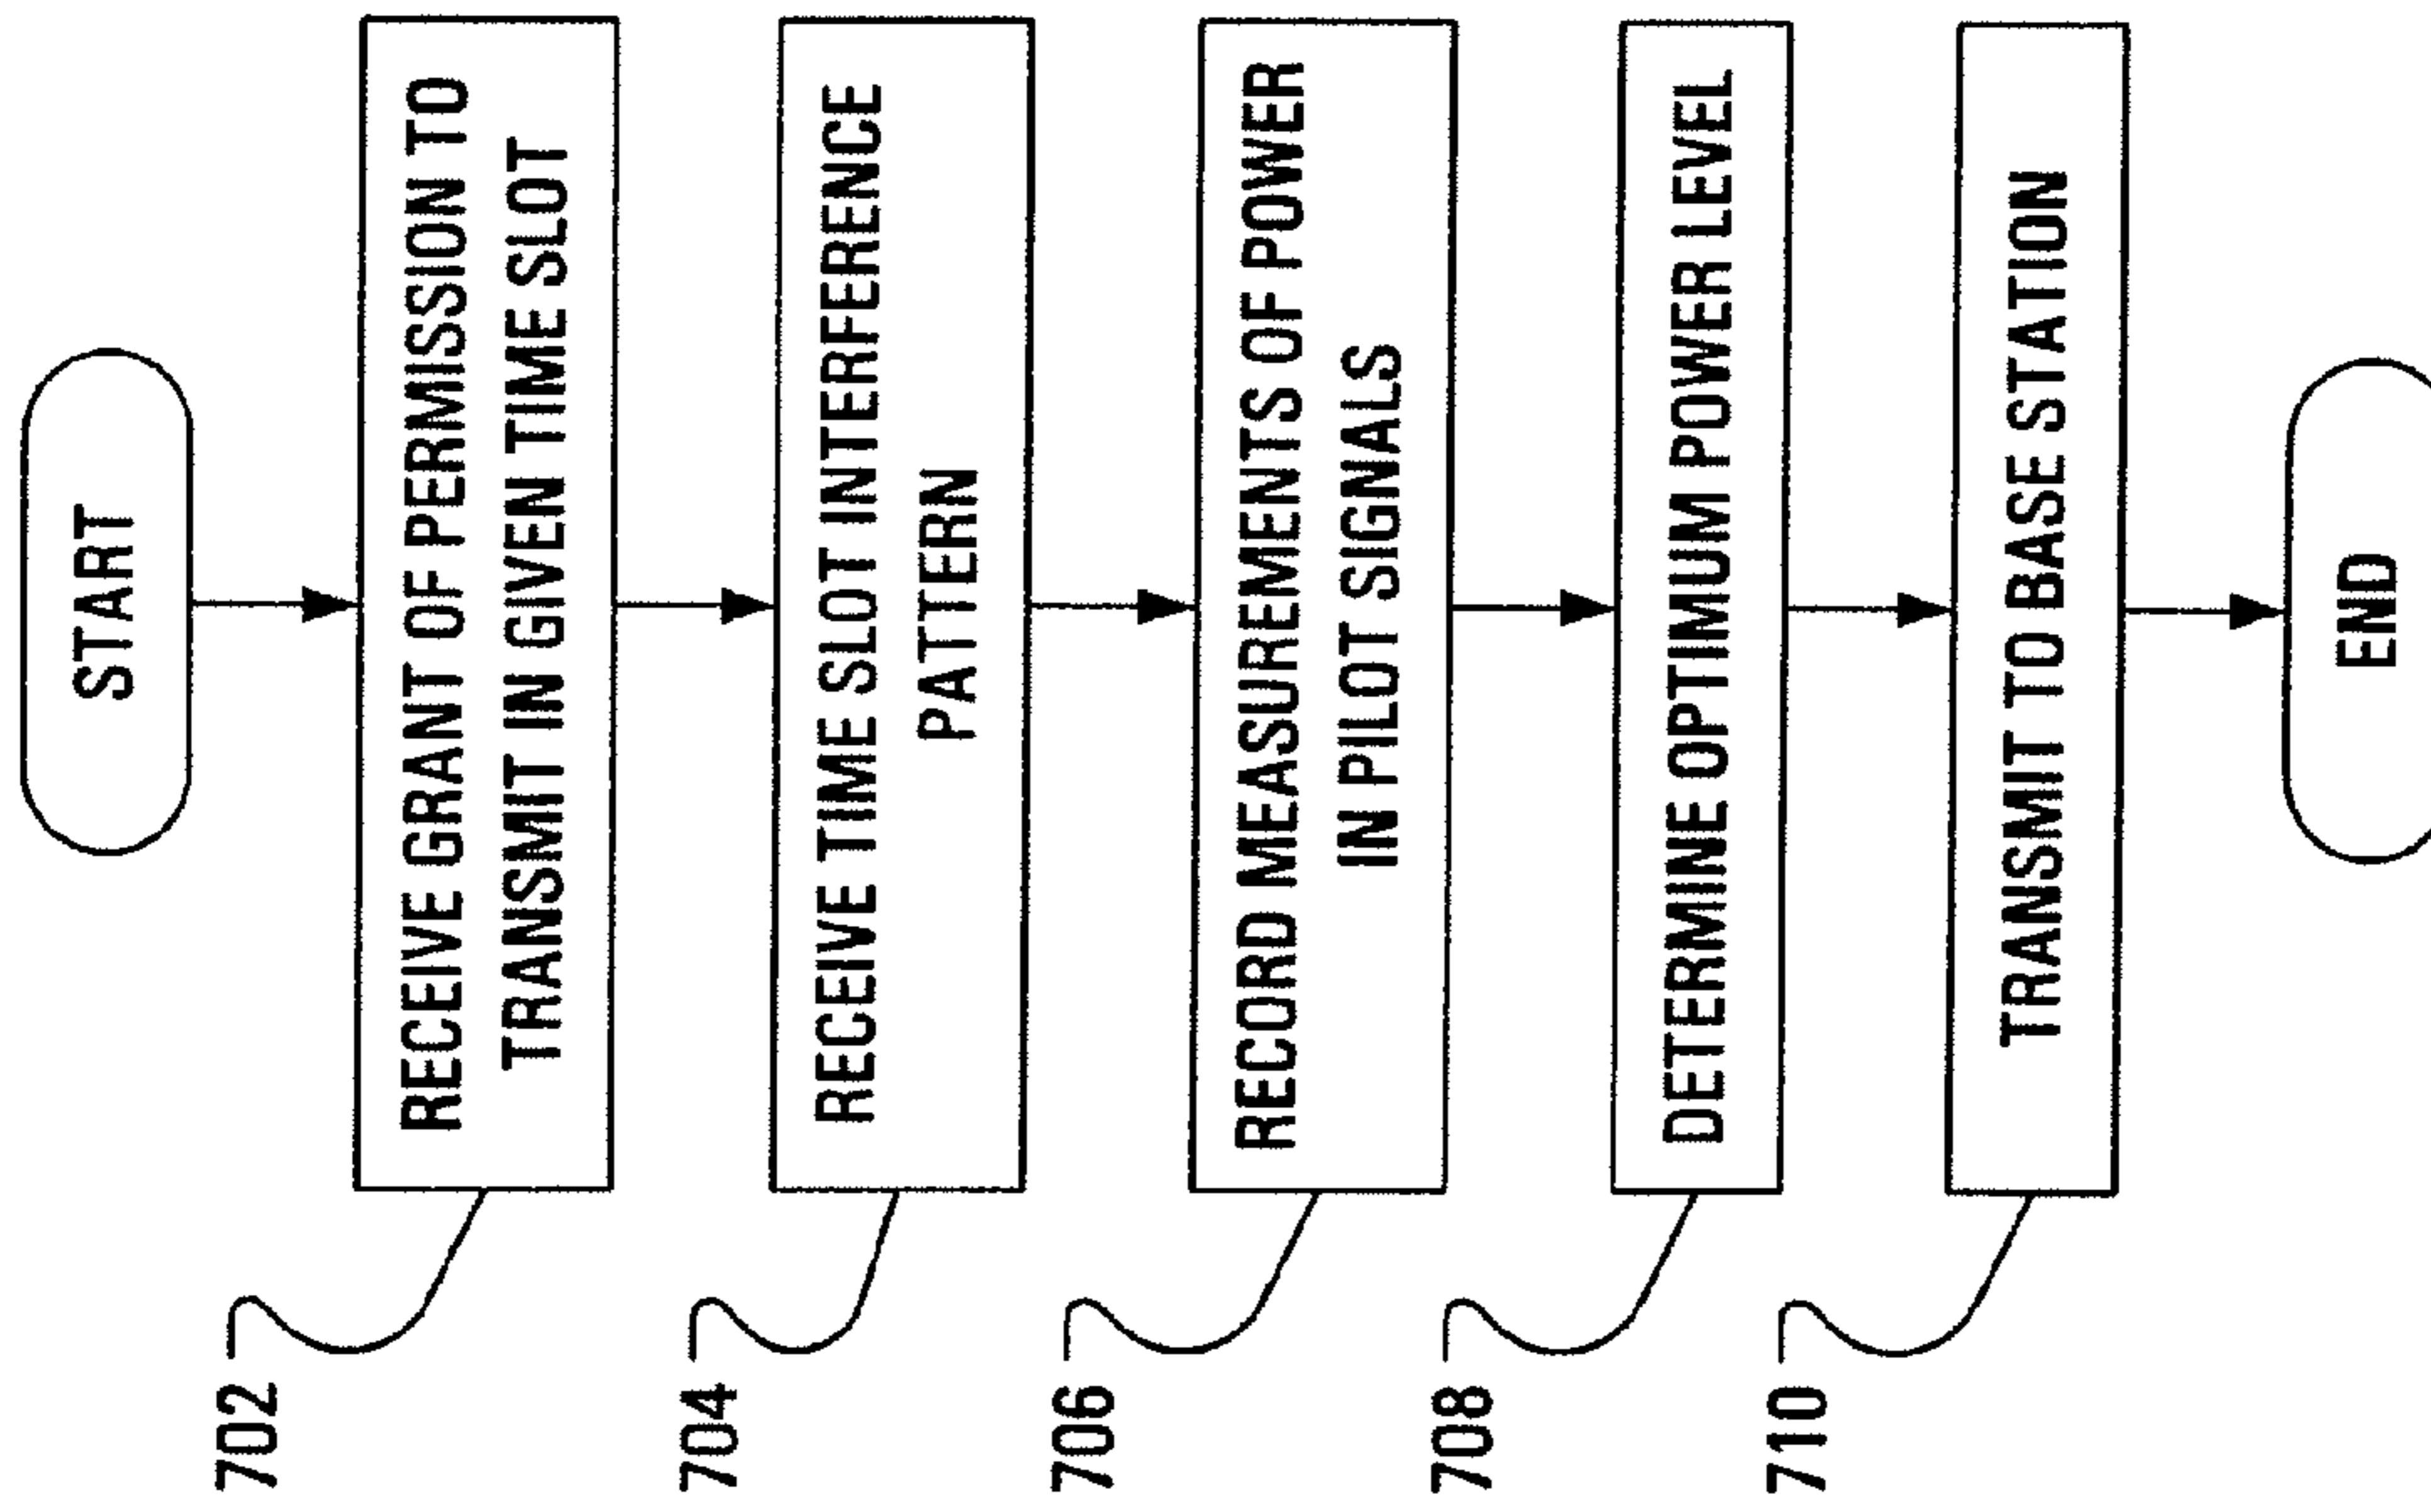 START
702
RECEIVE GRANT OF PERMISSION TO
TRANSMIT IN GIVEN TIME SLOT
704
RECEIVE TIME SLOT INTERFERENCE
PATTERN
706
RECORD MEASUREMENTS OF POWER
IN PILOT SIGNALS
708
DETERMINE OPTIMUM POWER LEVEL
710
TRANSMIT TO BASE STATION
END